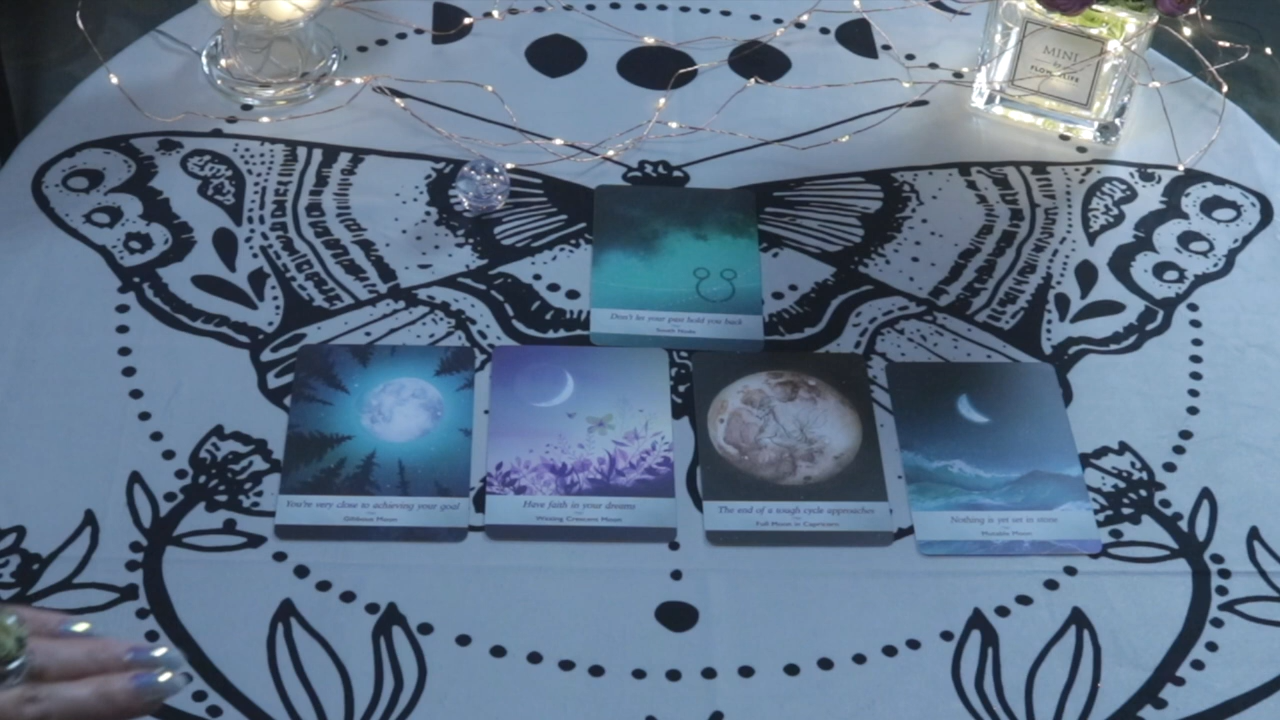 MINI
by
FLOWERLIFE
Don't let your past hold you back
South Node
You're very close to achieving your goal
Gibbous Moon
Have faith in your dreams
Waxing Crescent Moon
The end of a tough cycle approaches
Full Moon in Capricorn
Nothing is yet set in stone
Mutable Moon